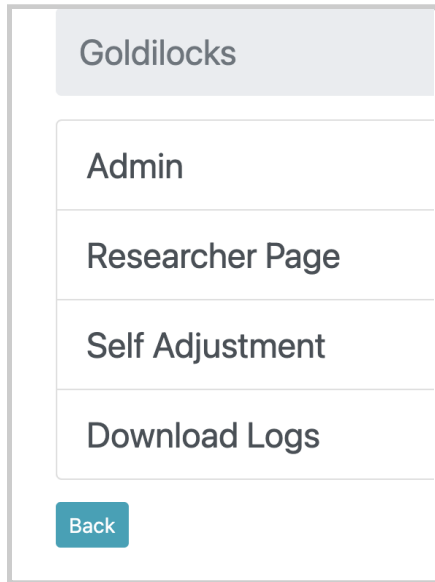 Goldilocks
Admin
Researcher Page
Self Adjustment
Download Logs
Back